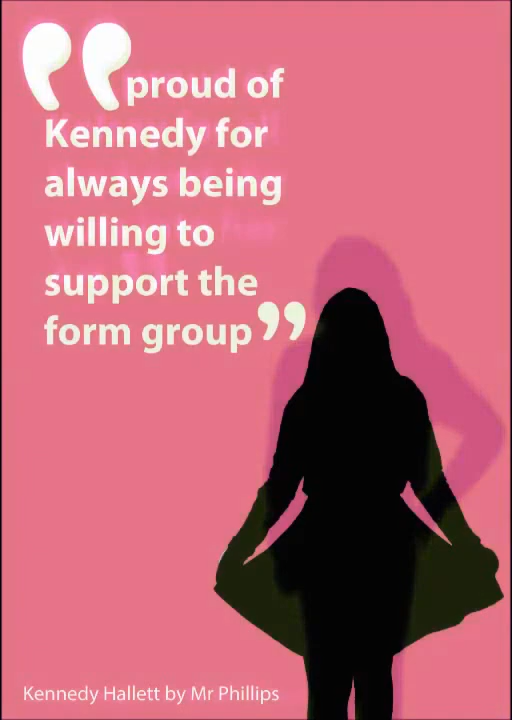 “proud of
Kennedy for
always being
willing to
support the
form group”
Kennedy Hallett by Mr Phillips